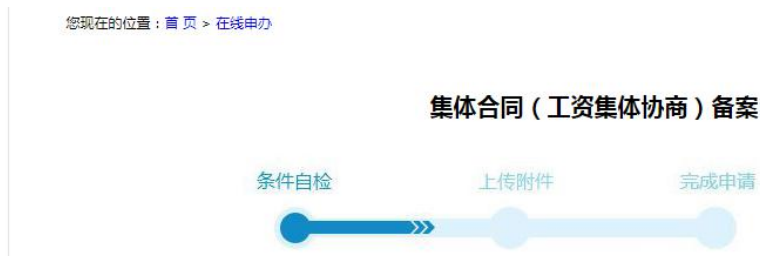 您现在的位置：首 页 > 在线申办
集体合同（工资集体协商）备案
条件自检 上传附件 完成申请